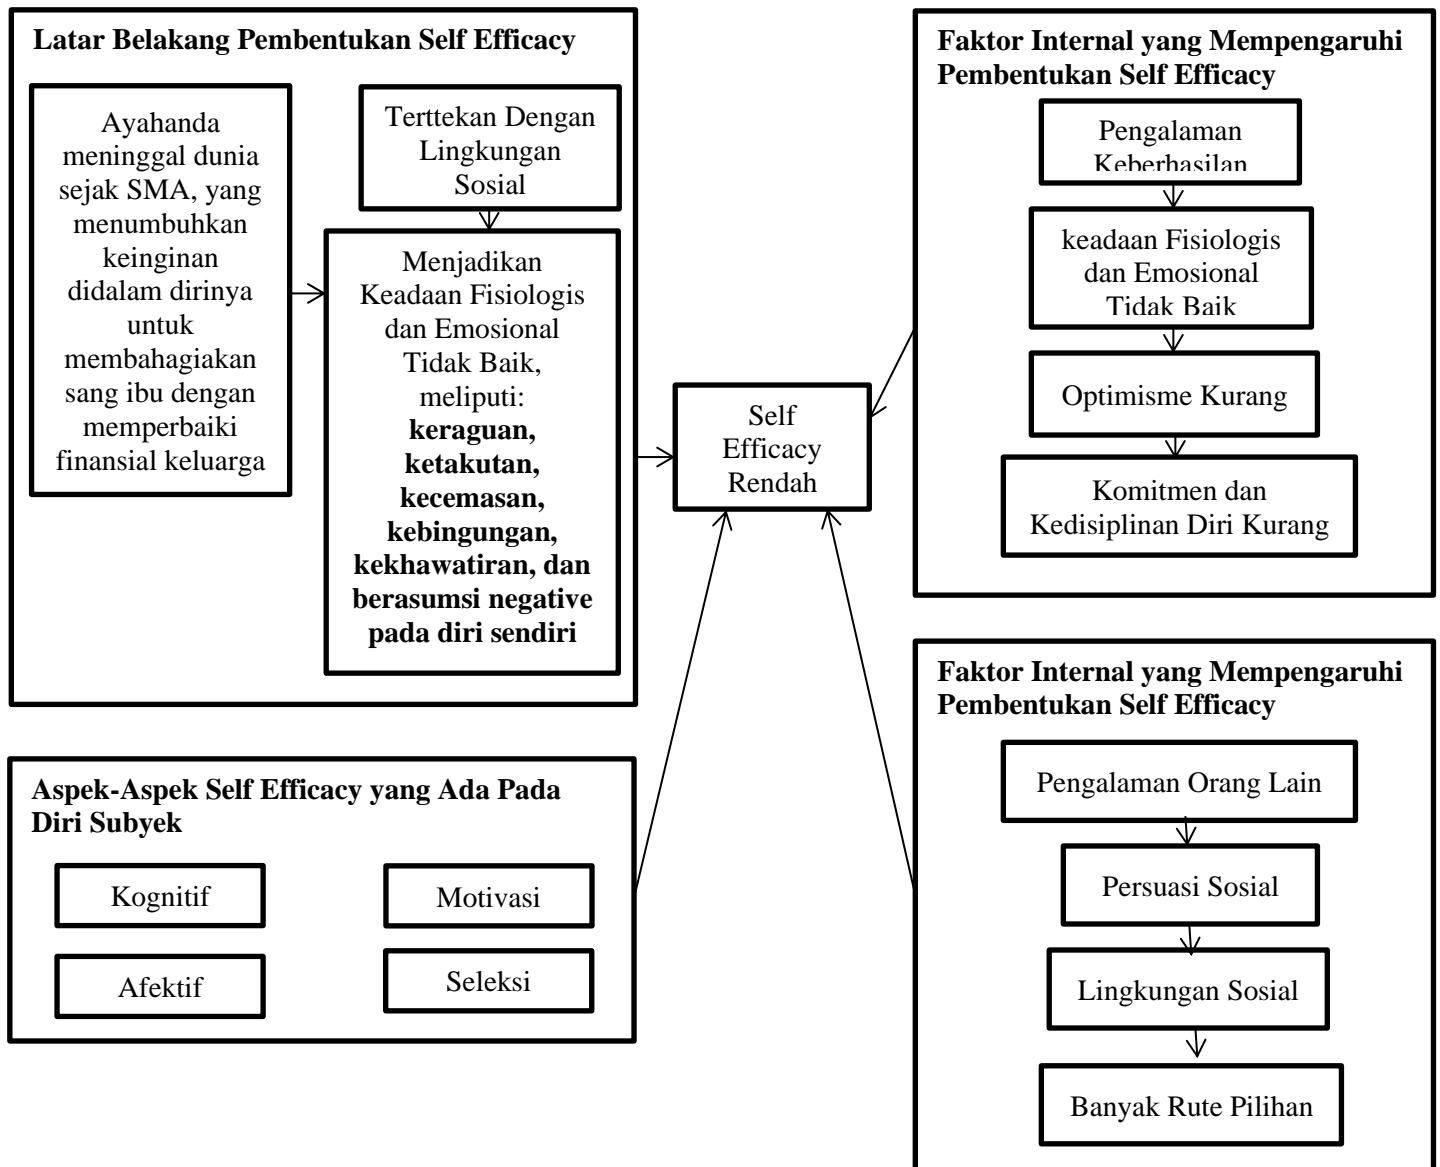 Latar Belakang Pembentukan Self Efficacy
Ayahanda
meninggal dunia
sejak SMA, yang
menumbuhkan
keinginan
didalam dirinya
untuk
membahagiakan
sang ibu dengan
memperbaiki
finansial keluarga
Terttekan Dengan
Lingkungan
Sosial
Menjadikan
Keadaan Fisiologis
dan Emosional
Tidak Baik,
meliputi:
keraguan,
ketakutan,
kecemasan,
kebingungan,
kekhawatiran, dan
berasumsi negative
pada diri sendiri
Aspek-Aspek Self Efficacy yang Ada Pada
Diri Subyek
Kognitif
Motivasi
Afektif
Seleksi
Self
Efficacy
Rendah
Faktor Internal yang Mempengaruhi
Pembentukan Self Efficacy
Pengalaman
Keberhasilan
keadaan Fisiologis
dan Emosional
Tidak Baik
Optimisme Kurang
Komitmen dan
Kedisiplinan Diri Kurang
Faktor Internal yang Mempengaruhi
Pembentukan Self Efficacy
Pengalaman Orang Lain
Persuasi Sosial
Lingkungan Sosial
Banyak Rute Pilihan